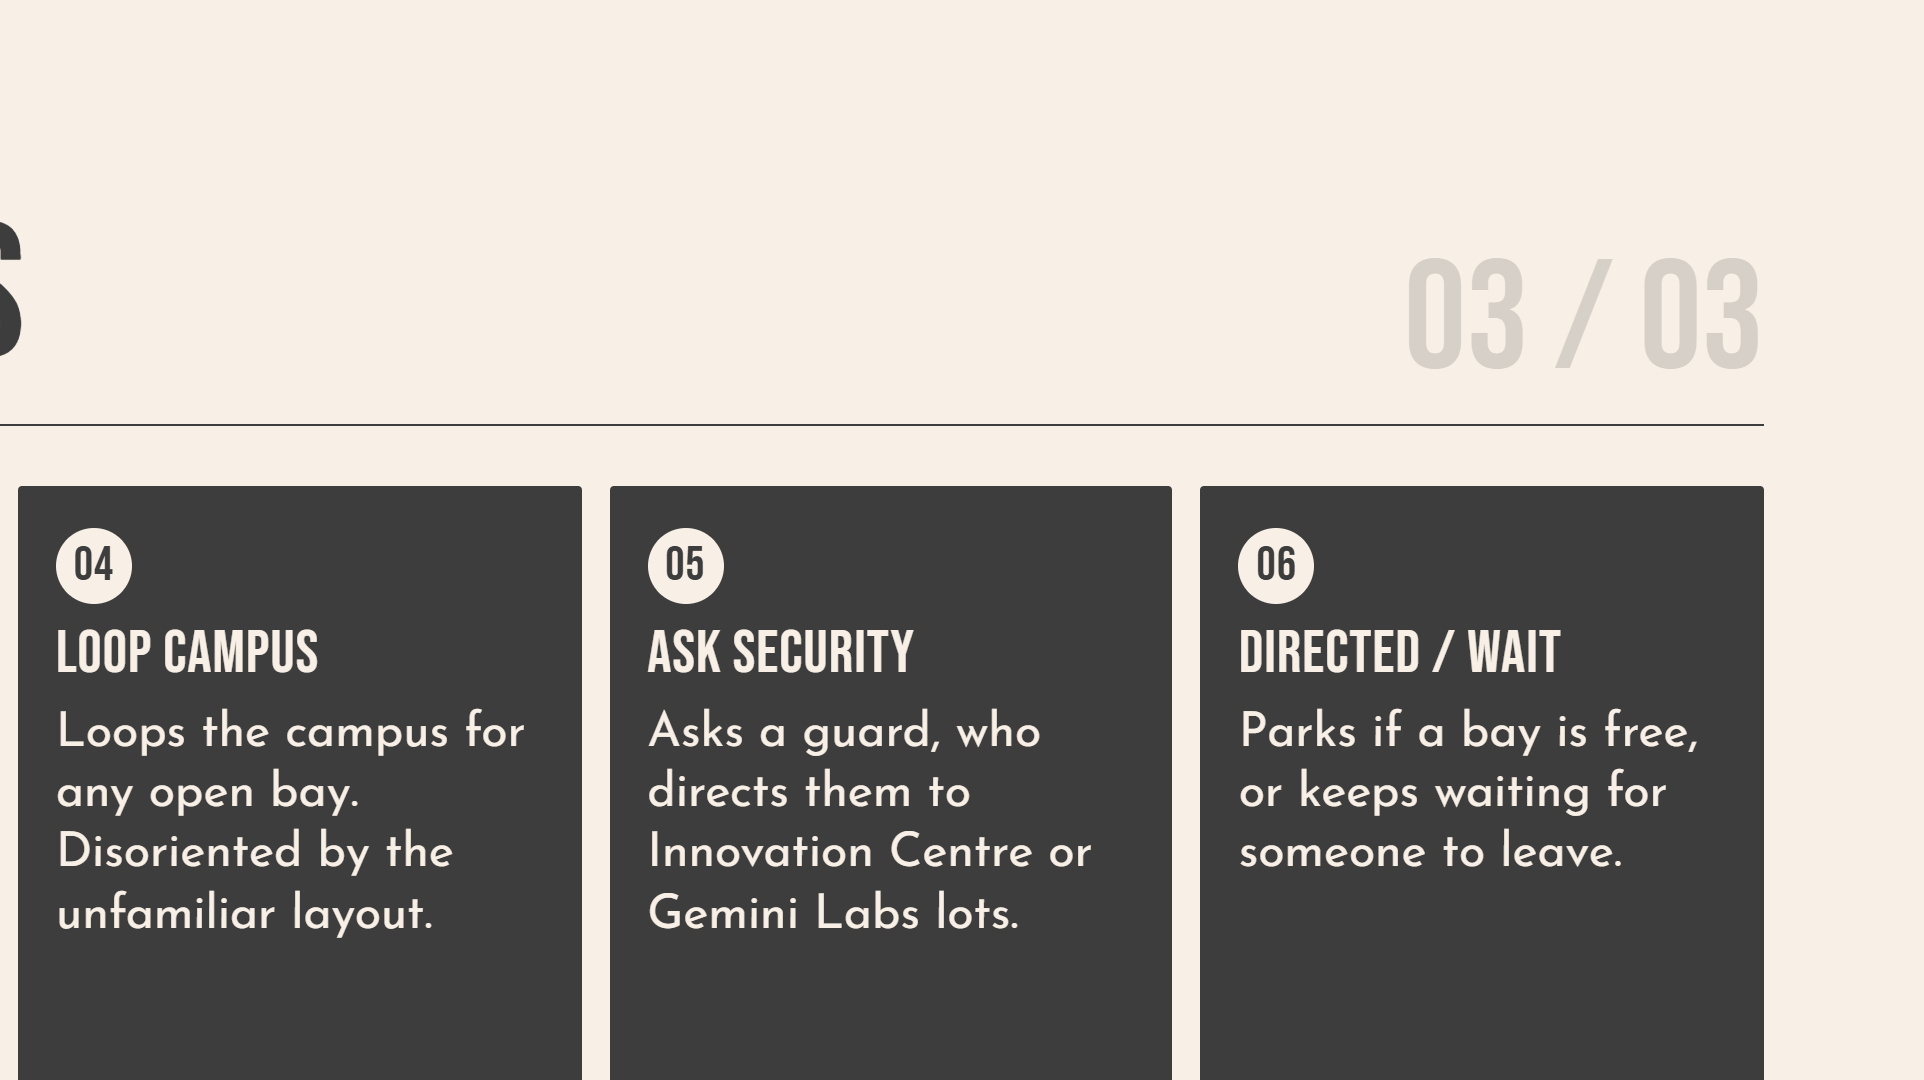 S
03 / 03
04
LOOP CAMPUS
Loops the campus for
any open bay.
Disoriented by the
unfamiliar layout.
05
ASK SECURITY
Asks a guard, who
directs them to
Innovation Centre or
Gemini Labs lots.
06
DIRECTED / WAIT
Parks if a bay is free,
or keeps waiting for
someone to leave.